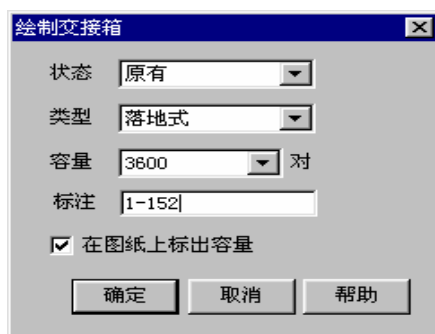 绘制交接箱
状态 原有
类型 落地式
容量 3600 对
标注 1-152
在图纸上标出容量
确定 取消 帮助